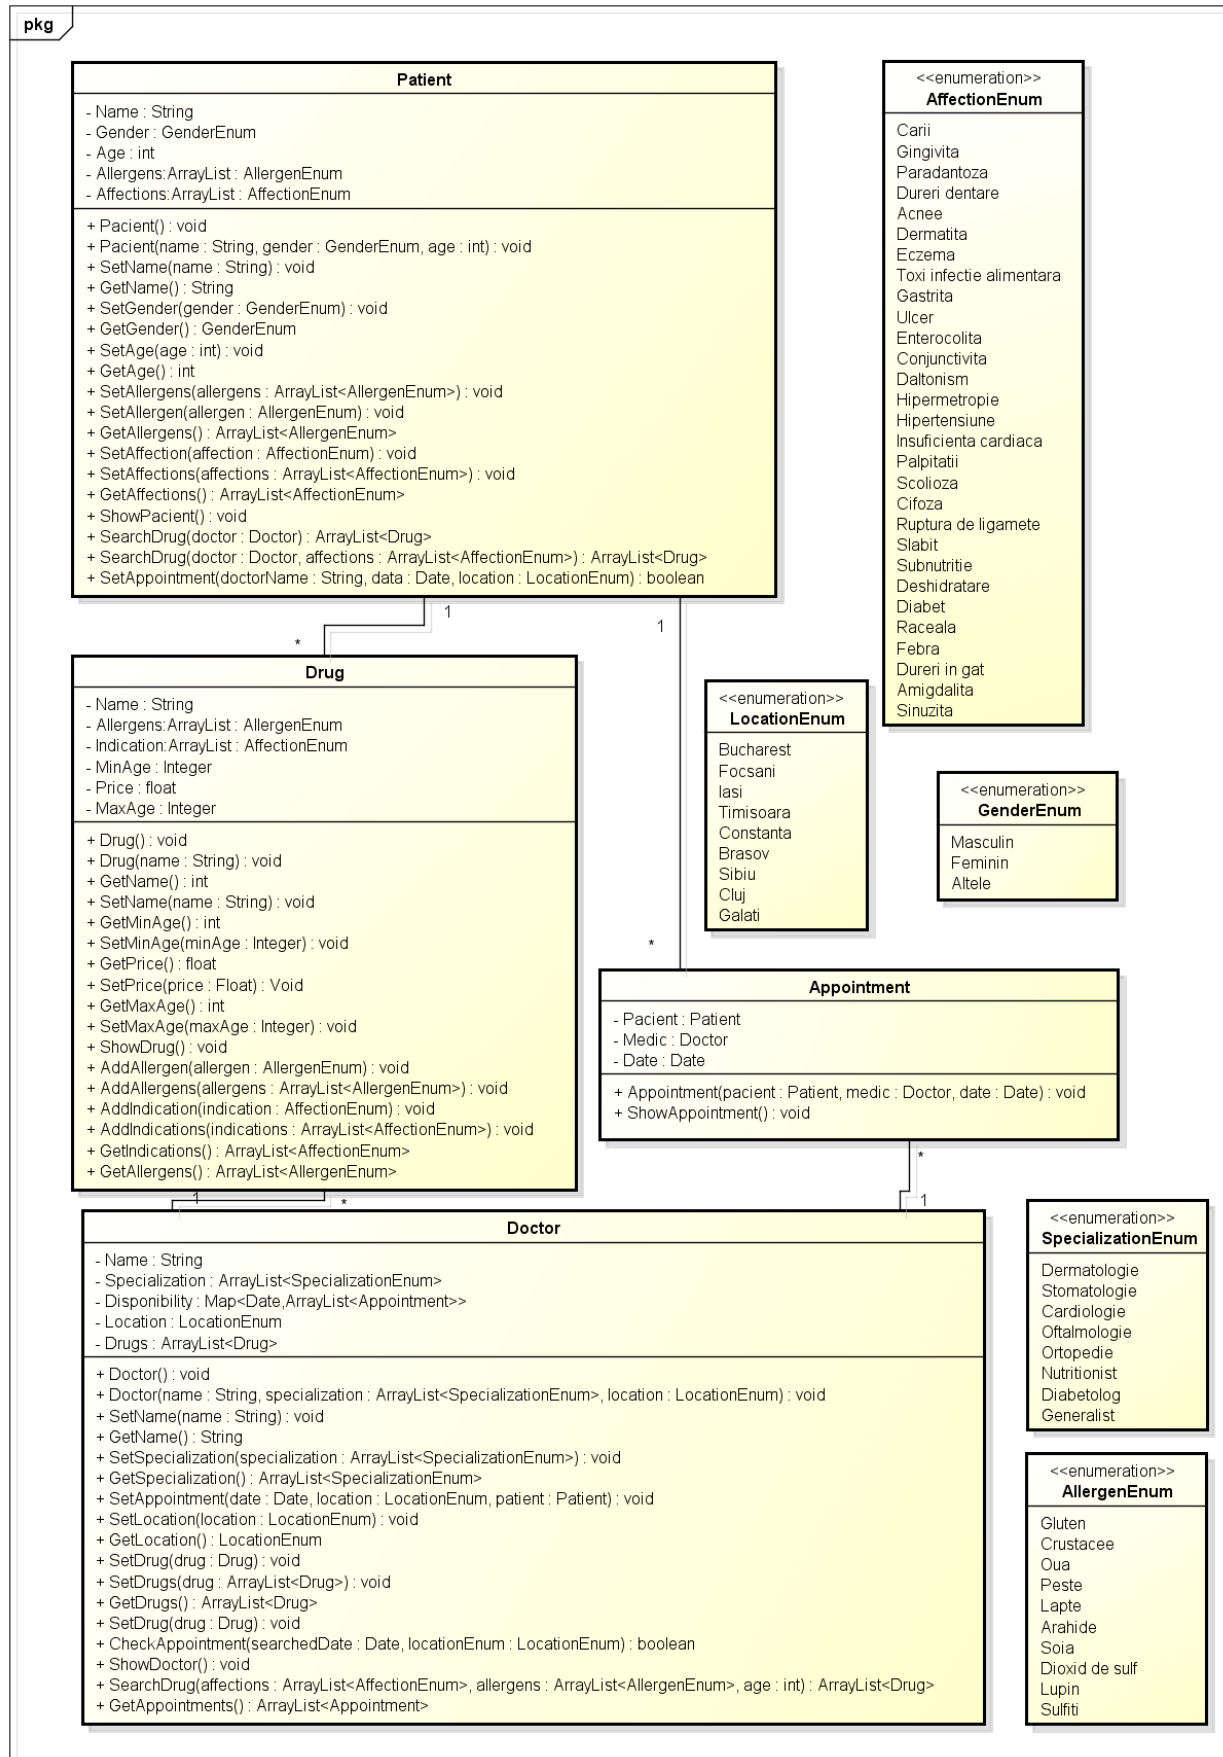 pkg
Patient
- Name : String
- Gender : GenderEnum
- Age : int
- Allergens:ArrayList : AllergenEnum
- Affections:ArrayList : AffectionEnum
+ Pacient() : void
+ Pacient(name : String, gender : GenderEnum, age : int) : void
+ SetName(name : String) : void
+ GetName() : String
+ SetGender(gender : GenderEnum) : void
+ GetGender() : GenderEnum
+ SetAge(age : int) : void
+ GetAge() : int
+ SetAllergens(allergens : ArrayList<AllergenEnum>) : void
+ SetAllergen(allergen : AllergenEnum) : void
+ GetAllergens() : ArrayList<AllergenEnum>
+ SetAffection(affection : AffectionEnum) : void
+ SetAffections(affections : ArrayList<AffectionEnum>) : void
+ GetAffections() : ArrayList<AffectionEnum>
+ ShowPacient() : void
+ SearchDrug(doctor : Doctor) : ArrayList<Drug>
+ SearchDrug(doctor : Doctor, affections : ArrayList<AffectionEnum>) : ArrayList<Drug>
+ SetAppointment(doctorName : String, data : Date, location : LocationEnum) : boolean
<<enumeration>>
AffectionEnum
Carii
Gingivita
Paradantoza
Dureri dentare
Acnee
Dermatita
Eczema
Toxi infectie alimentara
Gastrita
Ulcer
Enterocolita
Conjunctivita
Daltonism
Hipermetropie
Hipertensiune
Insuficienta cardiaca
Palpitatii
Scolioza
Cifoza
Ruptura de ligamete
Slabit
Subnutritie
Deshidratare
Diabet
Raceala
Febra
Dureri in gat
Amigdalita
Sinuzita
1
*
1
*
Drug
- Name : String
- Allergens:ArrayList : AllergenEnum
- Indication:ArrayList : AffectionEnum
- MinAge : Integer
- Price : float
- MaxAge : Integer
+ Drug() : void
+ Drug(name : String) : void
+ GetName() : int
+ SetName(name : String) : void
+ GetMinAge() : int
+ SetMinAge(minAge : Integer) : void
+ GetPrice() : float
+ SetPrice(price : Float) : Void
+ GetMaxAge() : int
+ SetMaxAge(maxAge : Integer) : void
+ ShowDrug() : void
+ AddAllergen(allergen : AllergenEnum) : void
+ AddAllergens(allergens : ArrayList<AllergenEnum>) : void
+ AddIndication(indication : AffectionEnum) : void
+ AddIndications(indications : ArrayList<AffectionEnum>) : void
+ GetIndications() : ArrayList<AffectionEnum>
+ GetAllergens() : ArrayList<AllergenEnum>
<<enumeration>>
LocationEnum
Bucharest
Focsani
Iasi
Timisoara
Constanta
Brasov
Sibiu
Cluj
Galati
<<enumeration>>
GenderEnum
Masculin
Feminin
Altele
Appointment
- Pacient : Patient
- Medic : Doctor
- Date : Date
+ Appointment(pacient : Patient, medic : Doctor, date : Date) : void
+ ShowAppointment() : void
*
1
1
*
Doctor
- Name : String
- Specialization : ArrayList<SpecializationEnum>
- Disponibility : Map<Date,ArrayList<Appointment>>
- Location : LocationEnum
- Drugs : ArrayList<Drug>
+ Doctor() : void
+ Doctor(name : String, specialization : ArrayList<SpecializationEnum>, location : LocationEnum) : void
+ SetName(name : String) : void
+ GetName() : String
+ SetSpecialization(specialization : ArrayList<SpecializationEnum>) : void
+ GetSpecialization() : ArrayList<SpecializationEnum>
+ SetAppointment(date : Date, location : LocationEnum, patient : Patient) : void
+ SetLocation(location : LocationEnum) : void
+ GetLocation() : LocationEnum
+ SetDrug(drug : Drug) : void
+ SetDrugs(drug : ArrayList<Drug>) : void
+ GetDrugs() : ArrayList<Drug>
+ SetDrug(drug : Drug) : void
+ CheckAppointment(searchedDate : Date, locationEnum : LocationEnum) : boolean
+ ShowDoctor() : void
+ SearchDrug(affections : ArrayList<AffectionEnum>, allergens : ArrayList<AllergenEnum>, age : int) : ArrayList<Drug>
+ GetAppointments() : ArrayList<Appointment>
<<enumeration>>
SpecializationEnum
Dermatologie
Stomatologie
Cardiologie
Oftalmologie
Ortopedie
Nutritionist
Diabetolog
Generalist
<<enumeration>>
AllergenEnum
Gluten
Crustacee
Oua
Peste
Lapte
Arahide
Soia
Dioxid de sulf
Lupin
Sulfiti